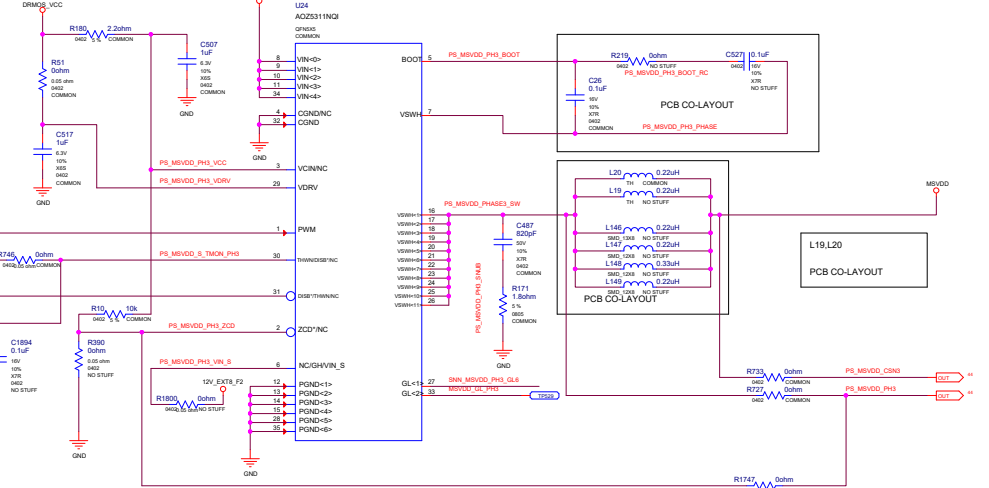 DRMOS_VCC
R180 2.2ohm
0402 5 % COMMON
R51
0ohm
0.05 ohm
0402
COMMON
C507
1uF
6.3V
10%
X6S
0402
COMMON
GND
C517
1uF
6.3V
10%
X6S
0402
COMMON
GND
U24
AOZ5311NQI
QFN5X5
COMMON
8 VIN<0>
9 VIN<1>
10 VIN<2>
11 VIN<3>
34 VIN<4>
4 CGND/NC
32 CGND
GND
PS_MSVDD_PH3_VCC 3 VCIN/NC
PS_MSVDD_PH3_VDRV 29 VDRV
1 PWM
R746 0ohm
0402 0.05 ohm COMMON
PS_MSVDD_S_TMON_PH3 30 THWN/DISB*/NC
31 DISB*/THWN/NC
R10 10k
0402 5 % COMMON
PS_MSVDD_PH3_ZCD 2 ZCD*/NC
C1894
0.1uF
16V
10%
X7R
0402
NO STUFF
R390
0ohm
0.05 ohm
0402
NO STUFF
GND
PS_MSVDD_PH3_VIN_S 6 NC/GH/VIN_S
12V_EXT8_F2
R1800 0ohm
0402 0.05 ohm NO STUFF
12 PGND<1>
13 PGND<2>
14 PGND<3>
15 PGND<4>
28 PGND<5>
35 PGND<6>
GND
BOOT 5 PS_MSVDD_PH3_BOOT
VSWH 7
R219 0ohm
0402 NO STUFF
PS_MSVDD_PH3_BOOT_RC
C527 0.1uF
0402 16V
10%
X7R
NO STUFF
C26
0.1uF
16V
10%
X7R
0402
COMMON
PCB CO-LAYOUT
PS_MSVDD_PH3_PHASE
PS_MSVDD_PHASE3_SW
VSWH<1> 16
VSWH<2> 17
VSWH<3> 18
VSWH<4> 19
VSWH<5> 20
VSWH<6> 21
VSWH<7> 22
VSWH<8> 23
VSWH<9> 24
VSWH<10> 25
VSWH<11> 26
C487
820pF
50V
10%
X7R
0402
COMMON
PS_MSVDD_PH3_SNUB
R171
1.8ohm
5 %
0805
COMMON
GND
L20 0.22uH
TH COMMON
L19 0.22uH
TH NO STUFF
L146 0.22uH
SMD_13X8 NO STUFF
L147 0.22uH
SMD_12X8 NO STUFF
L148 0.33uH
SMD_12X8 NO STUFF
L149 0.22uH
SMD_12X8 NO STUFF
PCB CO-LAYOUT
MSVDD
L19,L20
PCB CO-LAYOUT
GL<1> 27 SNN_MSVDD_PH3_GL6
GL<2> 33 MSVDD_GL_PH3 TP529
R733 0ohm
0402 COMMON
PS_MSVDD_CSN3 OUT 44
R727 0ohm
0402 COMMON
PS_MSVDD_PH3 OUT 44
R1747 0ohm
0402 NO STUFF